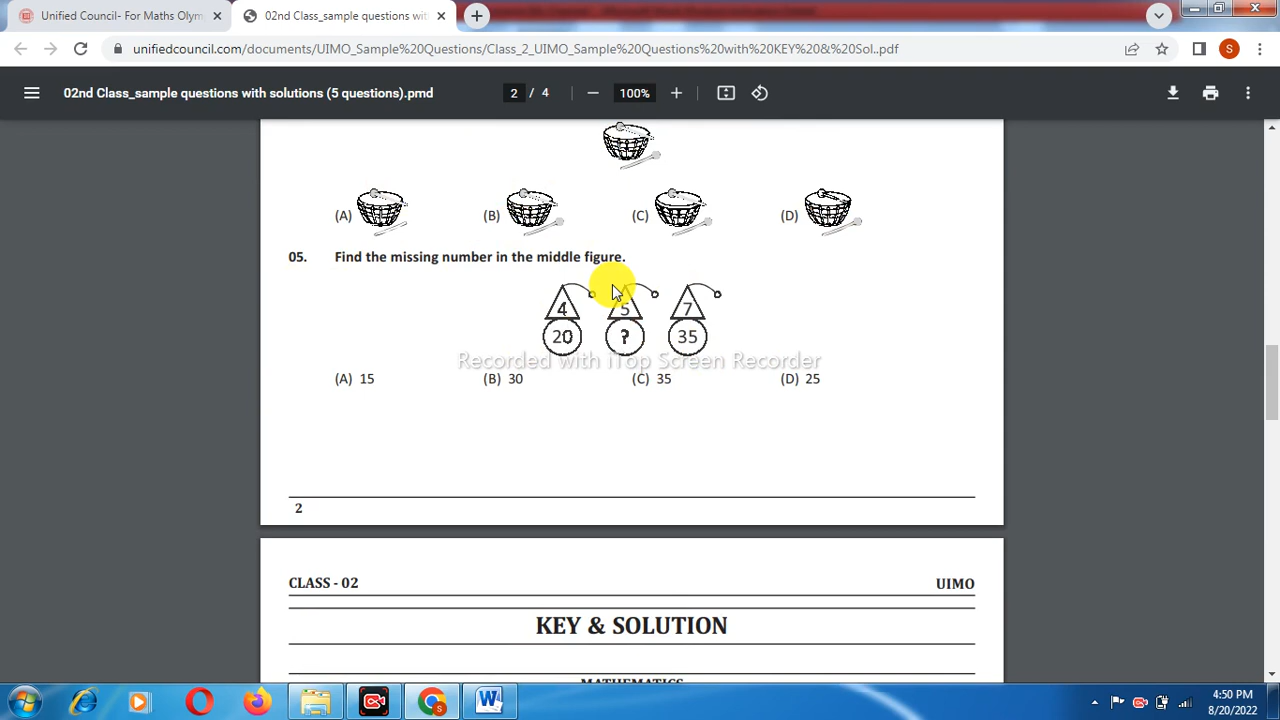 Unified Council- For Maths Olym
02nd Class_sample questions with
unifiedcouncil.com/documents/UIMO_Sample%20Questions/Class_2_UIMO_Sample%20Questions%20with%20KEY%20&%20Sol..pdf
S
02nd Class_sample questions with solutions (5 questions).pmd
2 / 4
100%
(A)
(B)
(C)
(D)
05. Find the missing number in the middle figure.
4 5 7
20 ? 35
Recorded with iTop Screen Recorder
(A) 15 (B) 30 (C) 35 (D) 25
2
CLASS - 02 UIMO
KEY & SOLUTION
MATHEMATICS
4:50 PM
8/20/2022